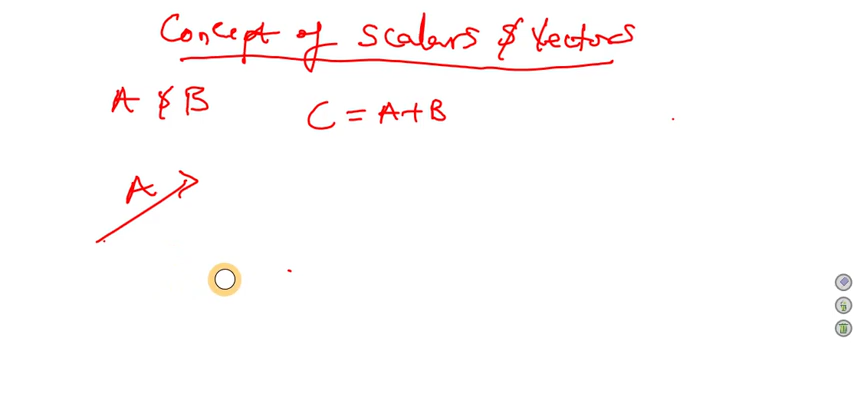 Concept of Scalars & Vectors
A & B
C = A+B
A